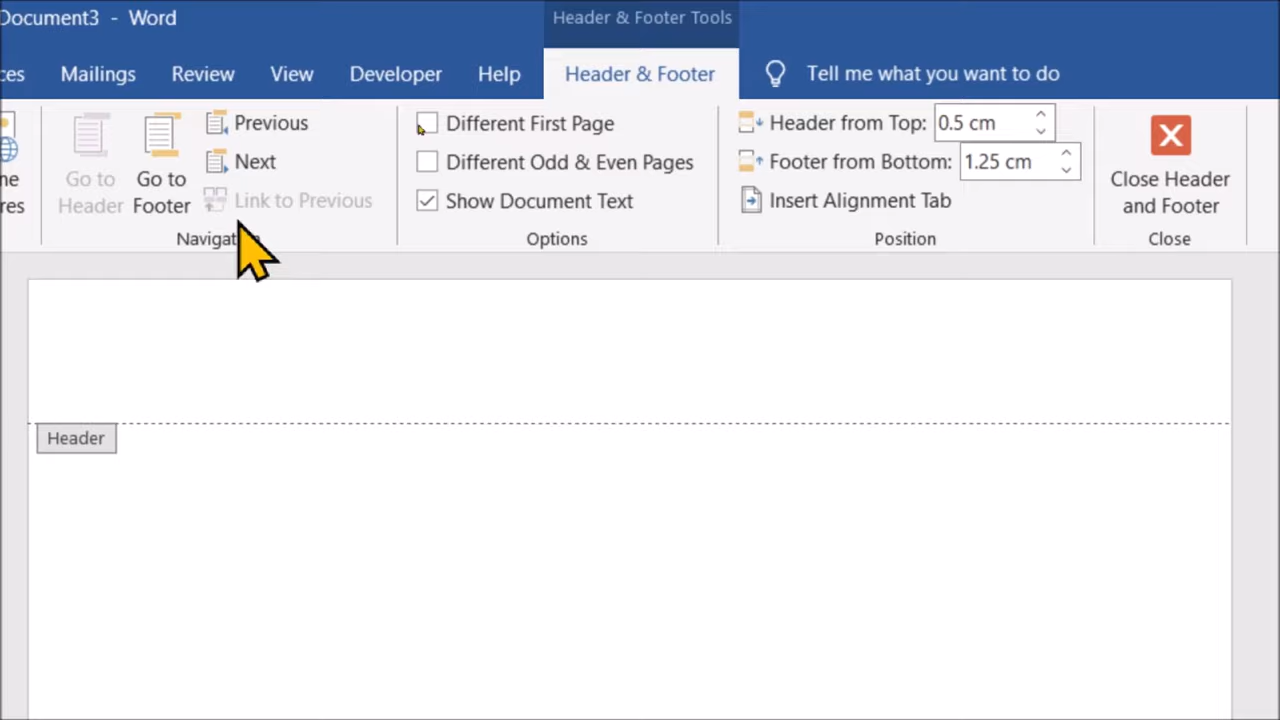 Document3 - Word
Header & Footer Tools
Mailings Review View Developer Help Header & Footer Tell me what you want to do
Go to Header
Go to Footer
Previous
Next
Link to Previous
Different First Page
Different Odd & Even Pages
Show Document Text
Header from Top: 0.5 cm
Footer from Bottom: 1.25 cm
Insert Alignment Tab
Close Header and Footer
Options
Position
Close
Header